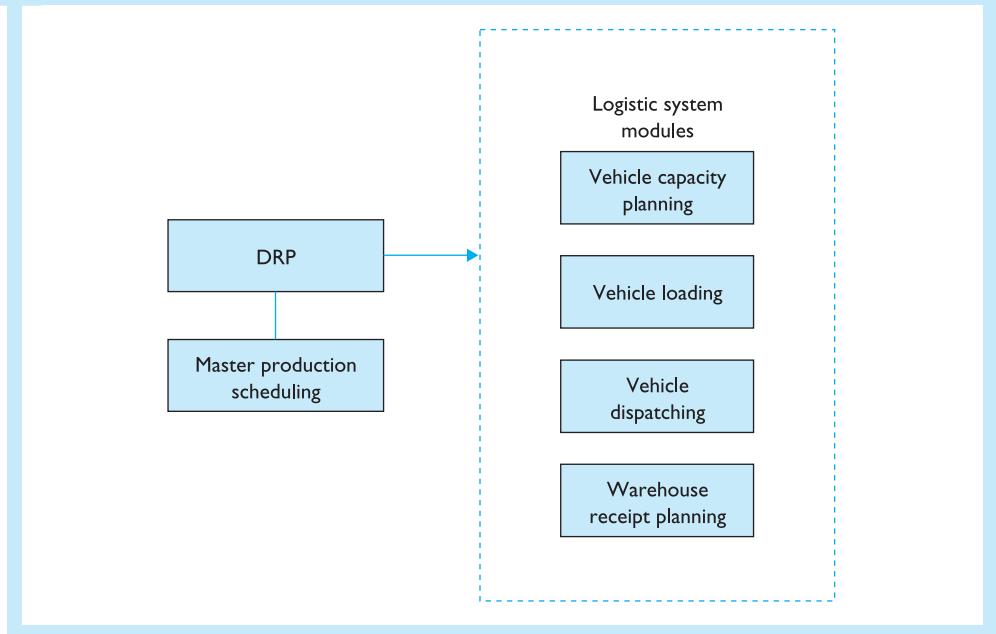 Logistic system
modules
Vehicle capacity
planning
DRP
Vehicle loading
Master production
scheduling
Vehicle
dispatching
Warehouse
receipt planning